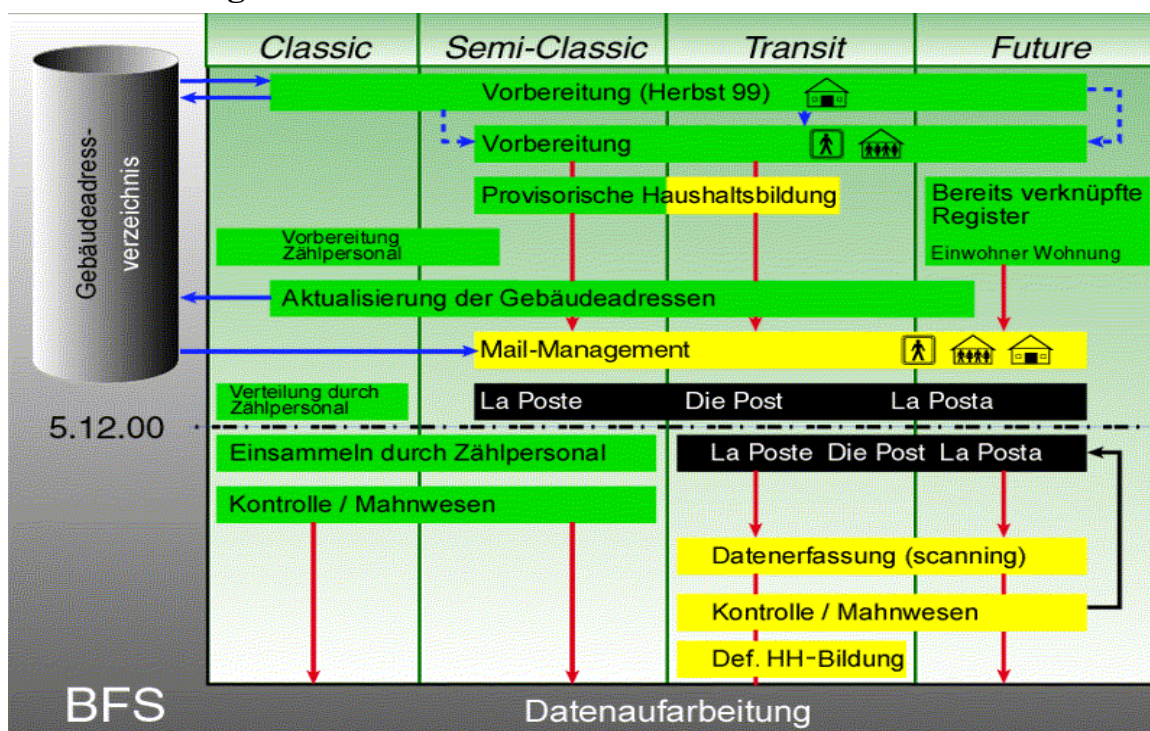 Classic Semi-Classic Transit Future
Vorbereitung (Herbst 99)
Vorbereitung
Provisorische Haushaltsbildung
Bereits verknüpfte
Register
Einwohner Wohnung
Vorbereitung
Zählpersonal
Gebäudeadress-
verzeichnis
Aktualisierung der Gebäudeadressen
Mail-Management
Verteilung durch
Zählpersonal
La Poste Die Post La Posta
5.12.00
Einsammeln durch Zählpersonal
La Poste Die Post La Posta
Kontrolle / Mahnwesen
Datenerfassung (scanning)
Kontrolle / Mahnwesen
Def. HH-Bildung
BFS
Datenaufarbeitung